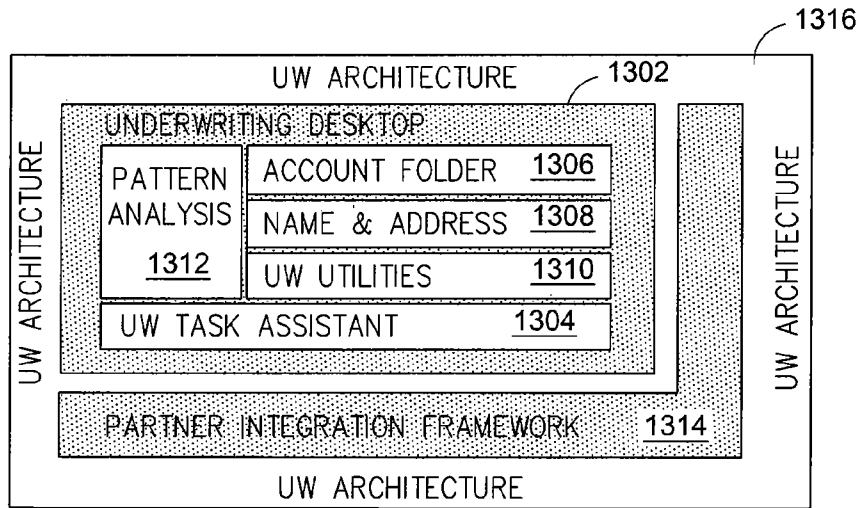 1316
UW ARCHITECTURE
1302
UNDERWRITING DESKTOP
UW ARCHITECTURE
PATTERN
ANALYSIS
1312
ACCOUNT FOLDER 1306
NAME & ADDRESS 1308
UW UTILITIES 1310
UW TASK ASSISTANT 1304
UW ARCHITECTURE
PARTNER INTEGRATION FRAMEWORK 1314
UW ARCHITECTURE